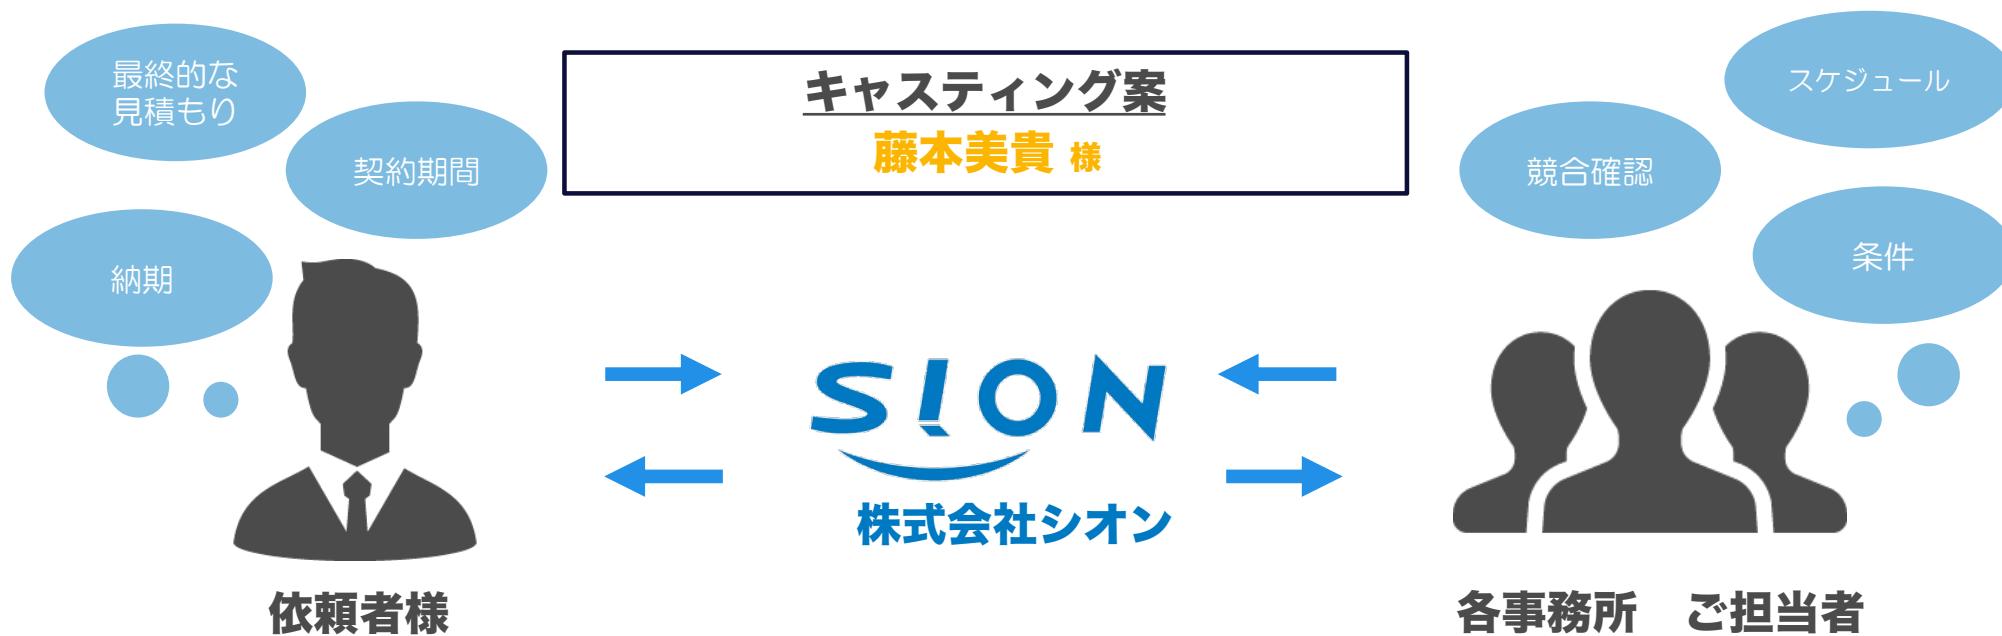 キャスティング案
藤本美貴 様
最終的な
見積もり
契約期間
納期
スケジュール
競合確認
条件
SION
株式会社シオン
依頼者様
各事務所　ご担当者